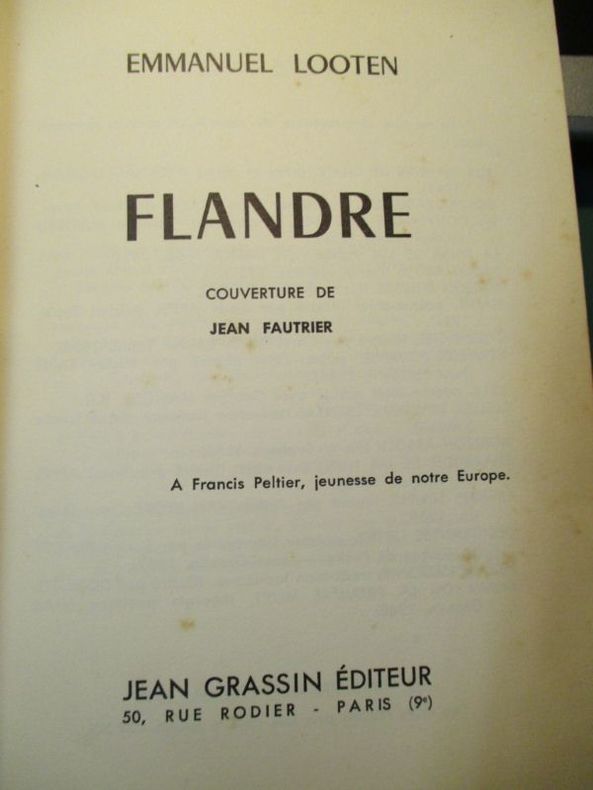 EMMANUEL LOOTEN
FLANDRE
COUVERTURE DE
JEAN FAUTRIER
A Francis Peltier, jeunesse de notre Europe.
JEAN GRASSIN ÉDITEUR
50, RUE RODIER - PARIS (9e)